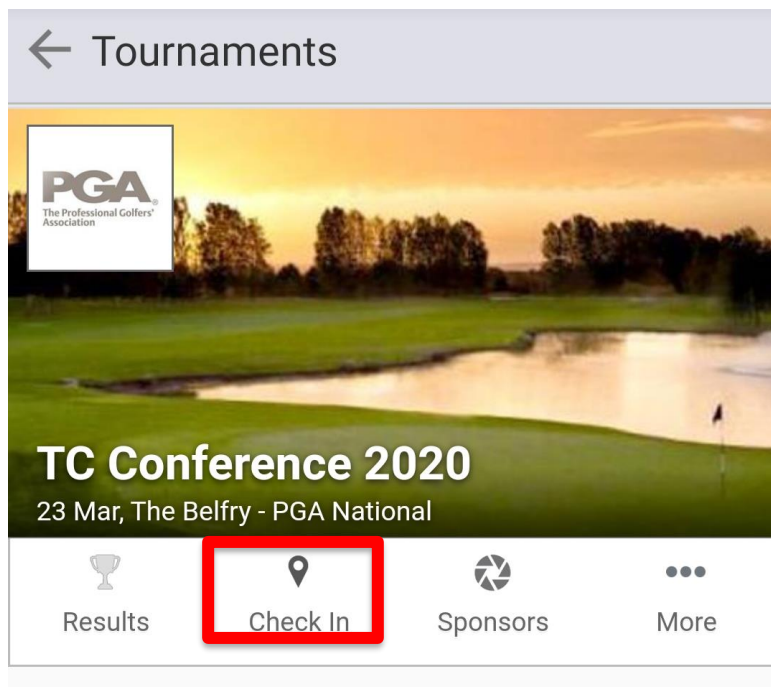 Tournaments
PGA®
The Professional Golfers'
Association
TC Conference 2020
23 Mar, The Belfry - PGA National
Results
Check In
Sponsors
More